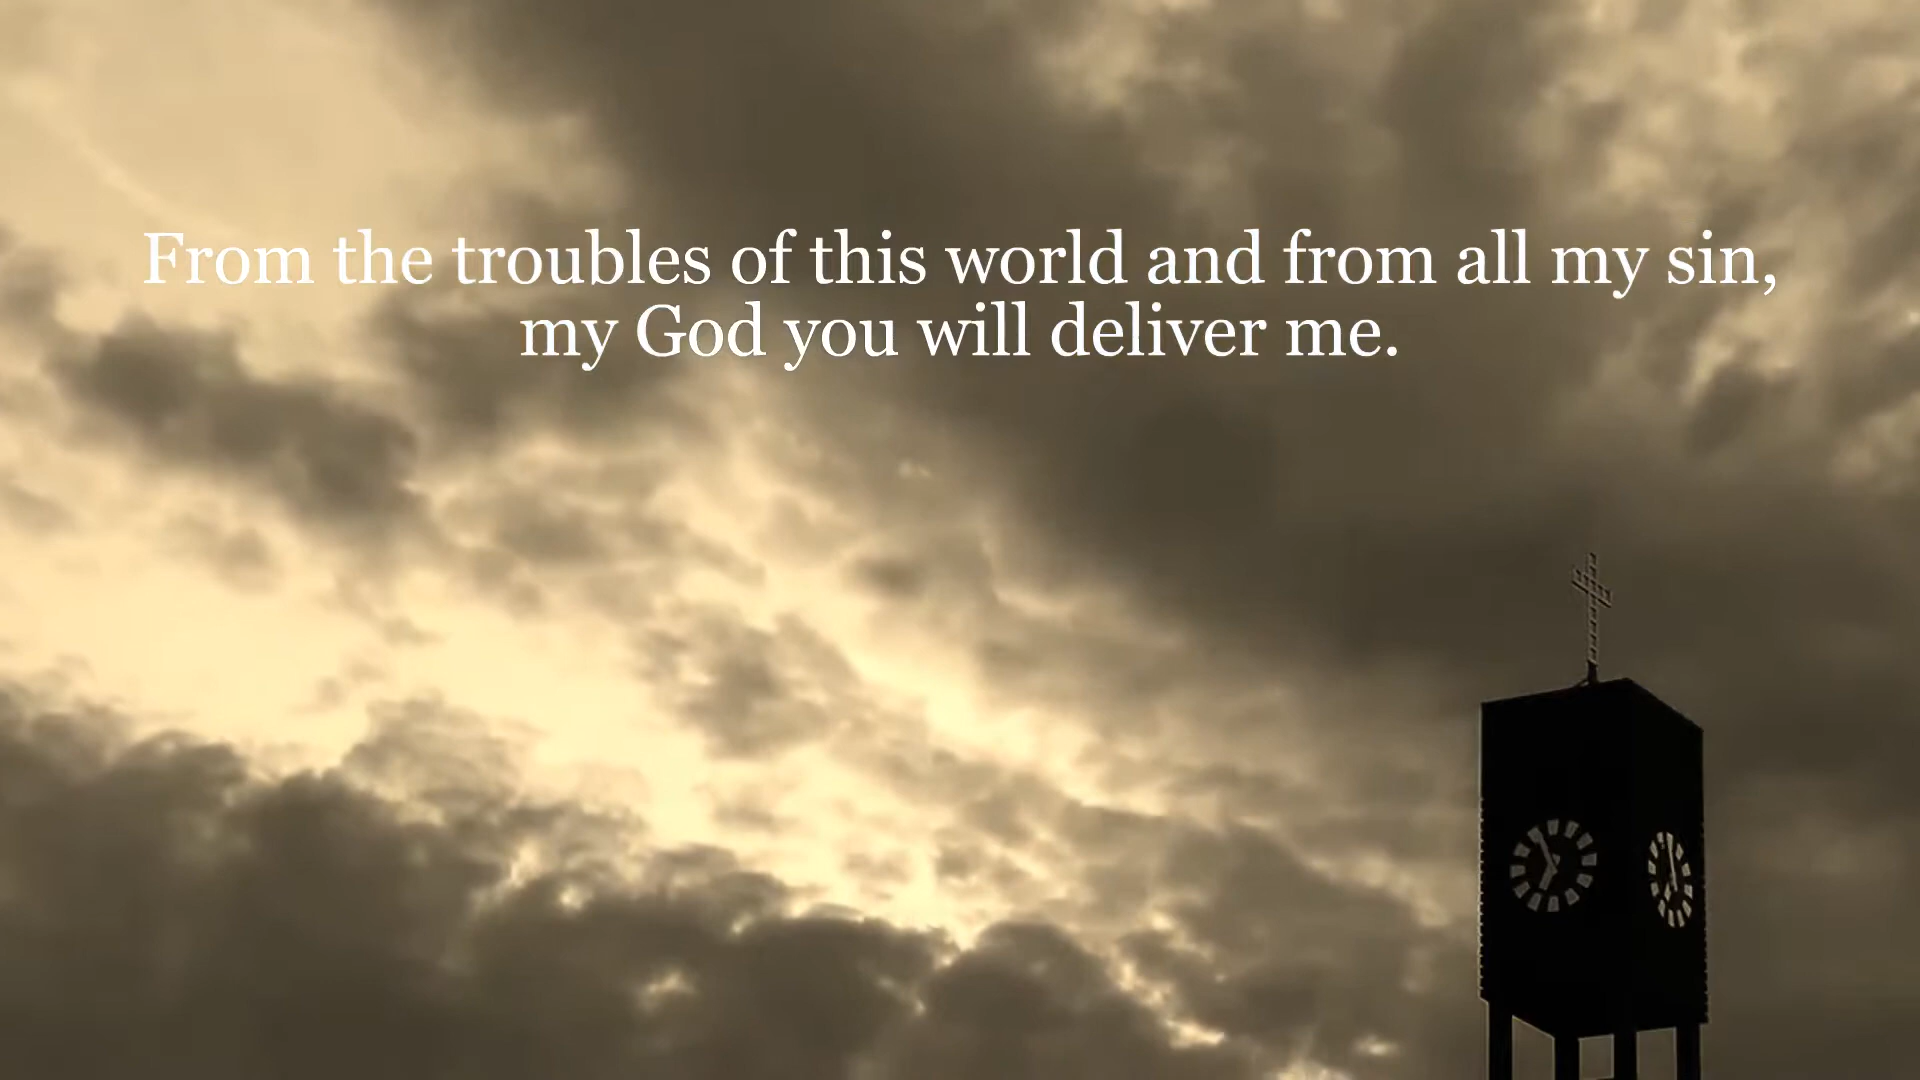 From the troubles of this world and from all my sin,
my God you will deliver me.